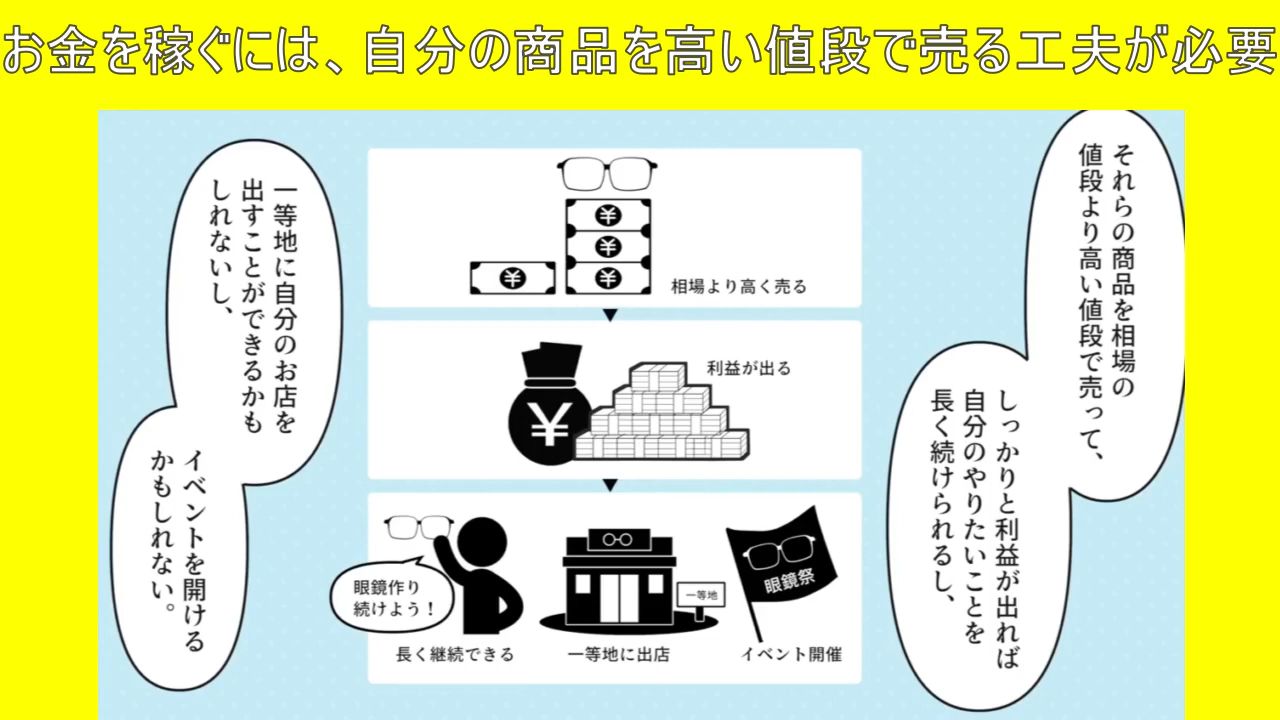 お金を稼ぐには、自分の商品を高い値段で売る工夫が必要
それらの商品を相場の
値段より高い値段で売って、
しっかりと利益が出れば
自分のやりたいことを
長く続けられるし、
相場より高く売る
利益が出る
眼鏡作り
続けよう！
長く継続できる
一等地
一等地に出店
眼鏡祭
イベント開催
一等地に自分のお店を
出すことができるかも
しれないし、
イベントを開ける
かもしれない。